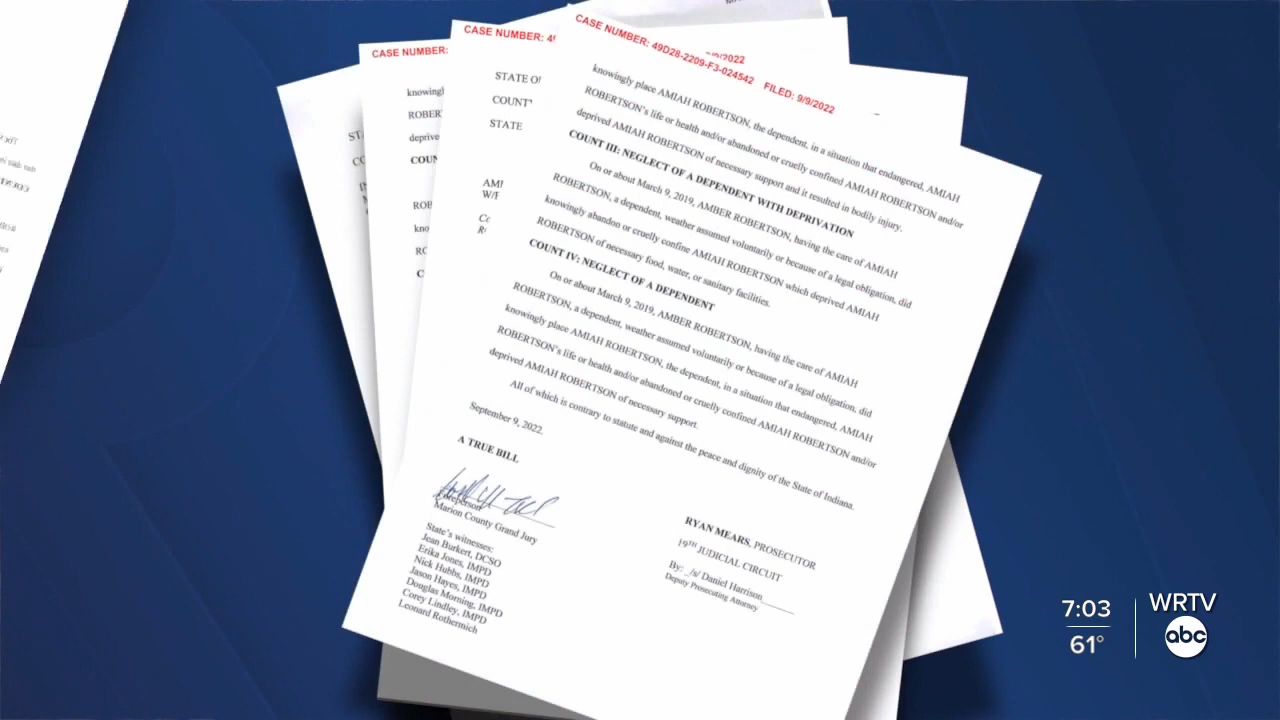 CASE NUMBER:
CASE NUMBER: 49
CASE NUMBER: 49D28-2209-F3-024542 FILED: 9/9/2022
/2022
STATE OF
COUNT
STATE
knowingly place AMIAH ROBERTSON, the dependent, in a situation that endangered, AMIAH
ROBERTSON's life or health and/or abandoned or cruelly confined AMIAH ROBERTSON and/or
deprived AMIAH ROBERTSON of necessary support and it resulted in bodily injury.
COUNT III: NEGLECT OF A DEPENDENT WITH DEPRIVATION
On or about March 9, 2019, AMBER ROBERTSON, having the care of AMIAH
ROBERTSON, a dependent, weather assumed voluntarily or because of a legal obligation, did
knowingly abandon or cruelly confine AMIAH ROBERTSON which deprived AMIAH
ROBERTSON of necessary food, water, or sanitary facilities.
COUNT IV: NEGLECT OF A DEPENDENT
On or about March 9, 2019, AMBER ROBERTSON, having the care of AMIAH
ROBERTSON, a dependent, weather assumed voluntarily or because of a legal obligation, did
knowingly place AMIAH ROBERTSON, the dependent, in a situation that endangered, AMIAH
ROBERTSON's life or health and/or abandoned or cruelly confined AMIAH ROBERTSON and/or
deprived AMIAH ROBERTSON of necessary support.
All of which is contrary to statute and against the peace and dignity of the State of Indiana.
September 9, 2022.
A TRUE BILL
Foreperson
Marion County Grand Jury
State's witnesses:
Jean Burkert, DCSO
Erika Jones, IMPD
Nick Hubbs, IMPD
Jason Hayes, IMPD
Douglas Morning, IMPD
Corey Lindley, IMPD
Leonard Rothermich
RYAN MEARS, PROSECUTOR
19TH JUDICIAL CIRCUIT
By: _/s/ Daniel Harrison
Deputy Prosecuting Attorney
7:03
61°
WRTV
abc